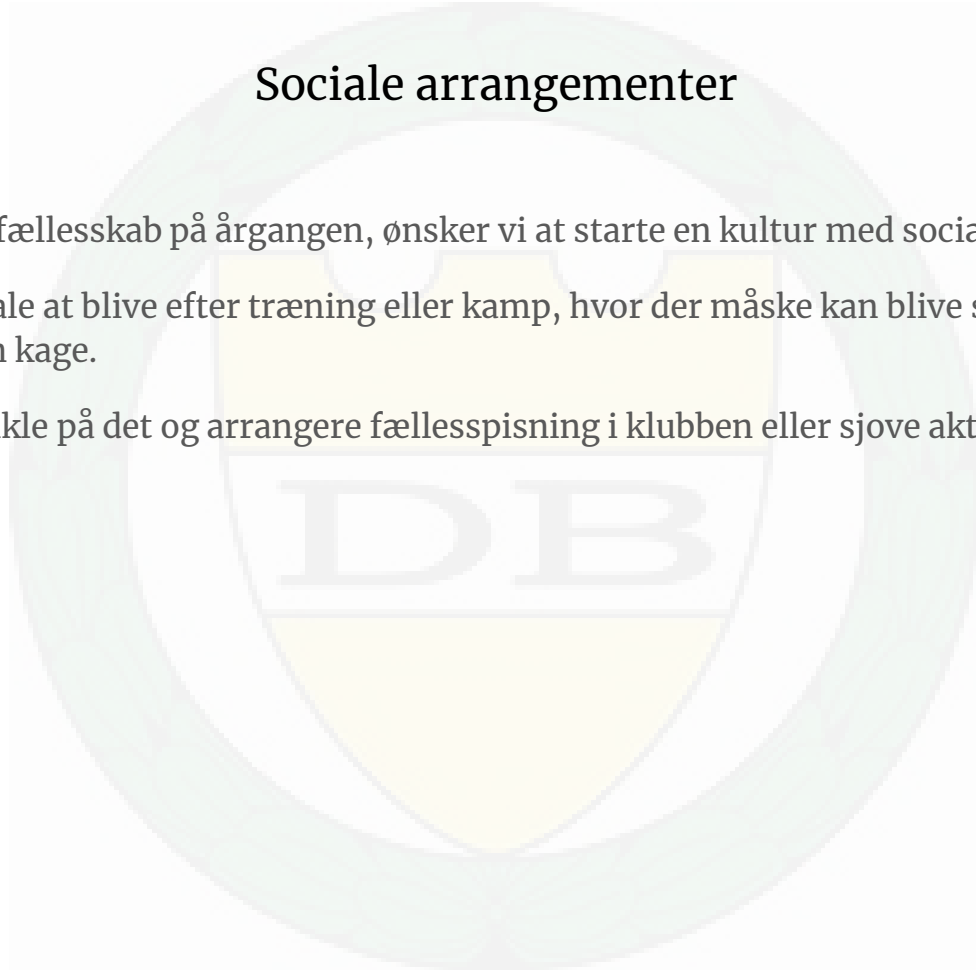 Sociale arrangementer
fællesskab på årgangen, ønsker vi at starte en kultur med socia
ale at blive efter træning eller kamp, hvor der måske kan blive s
kage.
kle på det og arrangere fællesspisning i klubben eller sjove akt
DB